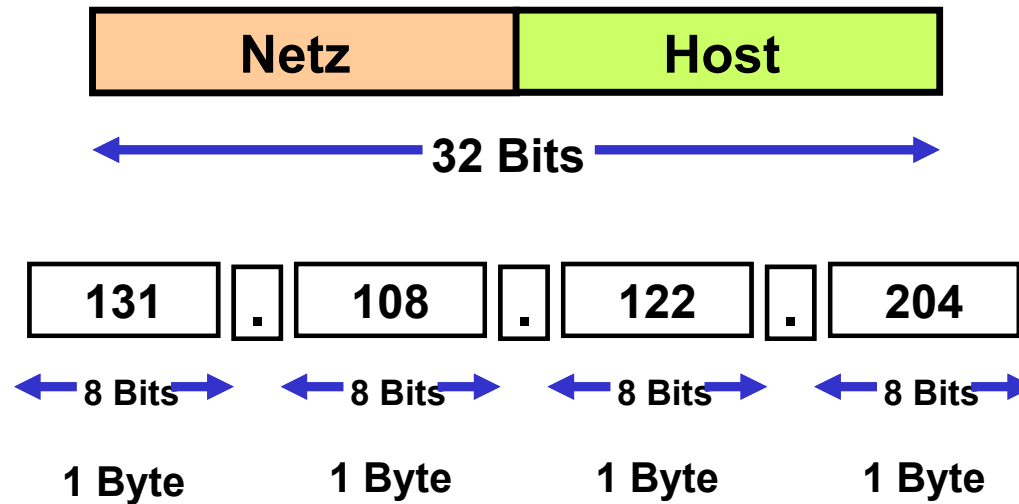 Netz Host
32 Bits
131 . 108 . 122 . 204
8 Bits 8 Bits 8 Bits 8 Bits
1 Byte 1 Byte 1 Byte 1 Byte